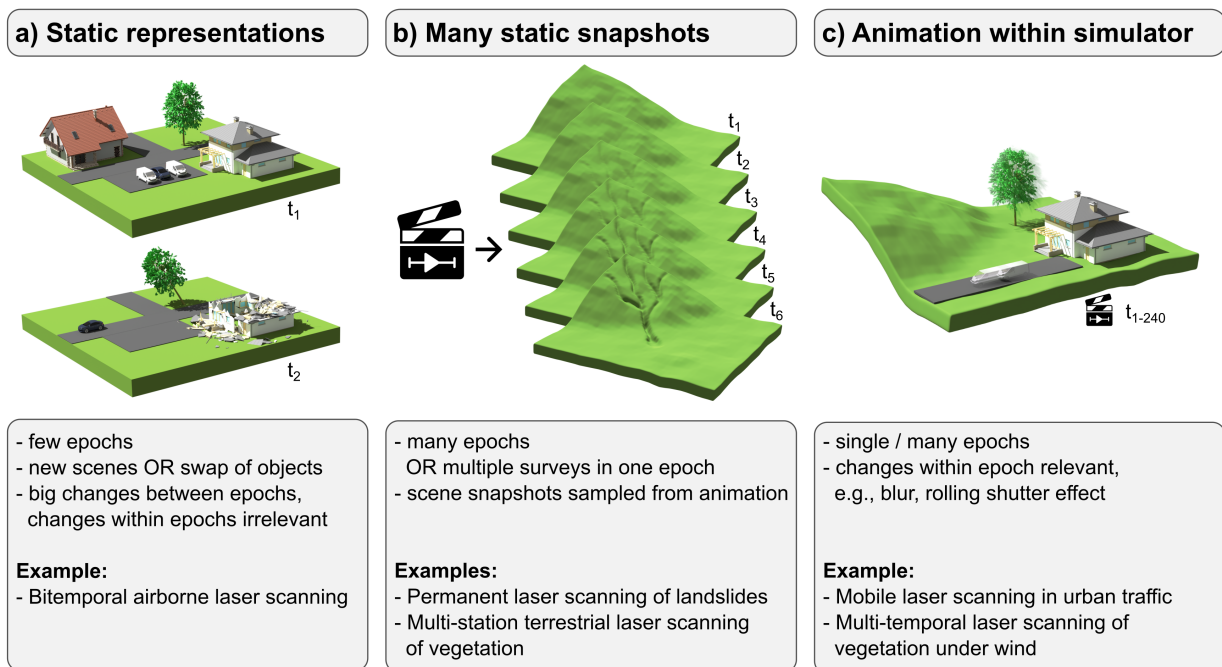 a) Static representations
t1
t2
- few epochs
- new scenes OR swap of objects
- big changes between epochs,
changes within epochs irrelevant
Example:
- Bitemporal airborne laser scanning
b) Many static snapshots
t1
t2
t3
t4
t5
t6
- many epochs
OR multiple surveys in one epoch
- scene snapshots sampled from animation
Examples:
- Permanent laser scanning of landslides
- Multi-station terrestrial laser scanning
of vegetation
c) Animation within simulator
t1-240
- single / many epochs
- changes within epoch relevant,
e.g., blur, rolling shutter effect
Example:
- Mobile laser scanning in urban traffic
- Multi-temporal laser scanning of
vegetation under wind